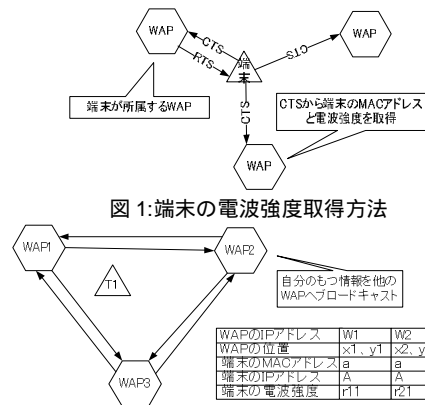 WAP
WAP
CTS
RTS
CTS
端末
CTS
端末が所属するWAP
CTSから端末のMACアドレス
と電波強度を取得
WAP
図 1:端末の電波強度取得方法
WAP1
WAP2
T1
自分のもつ情報を他の
WAPへブロードキャスト
WAP3
WAPのIPアドレス W1 W2
WAPの位置 x1、y1 x2、y
端末のMACアドレス a a
端末のIPアドレス A A
端末の電波強度 r11 r21